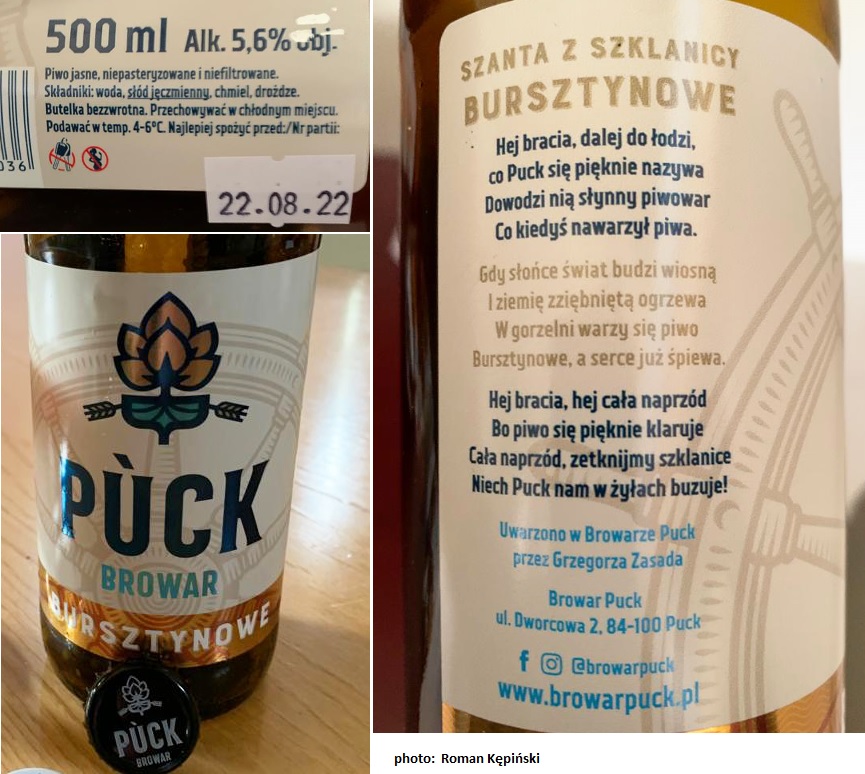 500 ml Alk. 5,6% obj.
Piwo jasne, niepasteryzowane i niefiltrowane.
Składniki: woda, słód jęczmienny, chmiel, drożdże.
Butelka bezzwrotna. Przechowywać w chłodnym miejscu.
Podawać w temp. 4-6°C. Najlepiej spożyć przed:/Nr partii:
036
22.08.22
PÙCK
BROWAR
BURSZTYNOWE
PÙCK
BROWAR
SZANTA Z SZKLANICY
BURSZTYNOWE
Hej bracia, dalej do łodzi,
co Puck się pięknie nazywa
Dowodzi nią słynny piwowar
Co kiedyś nawarzył piwa.
Gdy słońce świat budzi wiosną
I ziemię zziębniętą ogrzewa
W gorzelni warzy się piwo
Bursztynowe, a serce już śpiewa.
Hej bracia, hej cała naprzód
Bo piwo się pięknie klaruje
Cała naprzód, zetknijmy szklanice
Niech Puck nam w żyłach buzuje!
Uwarzono w Browarze Puck
przez Grzegorza Zasada
Browar Puck
ul. Dworcowa 2, 84-100 Puck
@browarpuck
www.browarpuck.pl
photo: Roman Kępiński